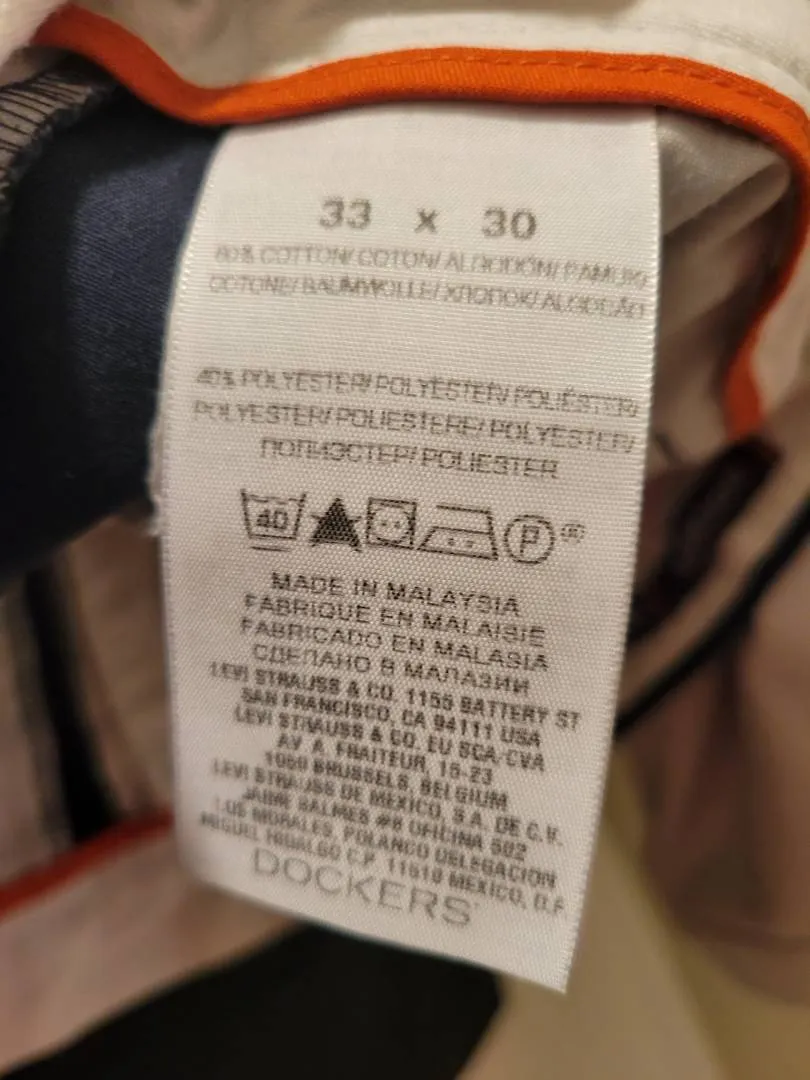 33 x 30
60% COTTON/ COTON/ ALGODÓN/ PAMUK/
COTONE/ BAUMWOLLE/ ХЛОПОК/ ALGODÃO
40% POLYESTER/ POLYESTER/ POLIÉSTER/
POLYESTER/ POLIESTERE/ POLYESTER/
ПОЛИЭСТЕР/ POLIESTER
40
P
MADE IN MALAYSIA
FABRIQUE EN MALAISIE
FABRICADO EN MALASIA
СДЕЛАНО В МАЛАЗИИ
LEVI STRAUSS & CO. 1155 BATTERY ST
SAN FRANCISCO, CA 94111 USA
LEVI STRAUSS & CO. EU SCA/CVA
AV A. FRAITEUR, 15-23
1050 BRUSSELS, BELGIUM
LEVI STRAUSS DE MEXICO, S.A. DE C.V.
JAIME BALMES #8 OFICINA 602
LOS MORALES, POLANCO DELEGACION
MIGUEL HIDALGO C.P. 11510 MEXICO, D.F.
DOCKERS